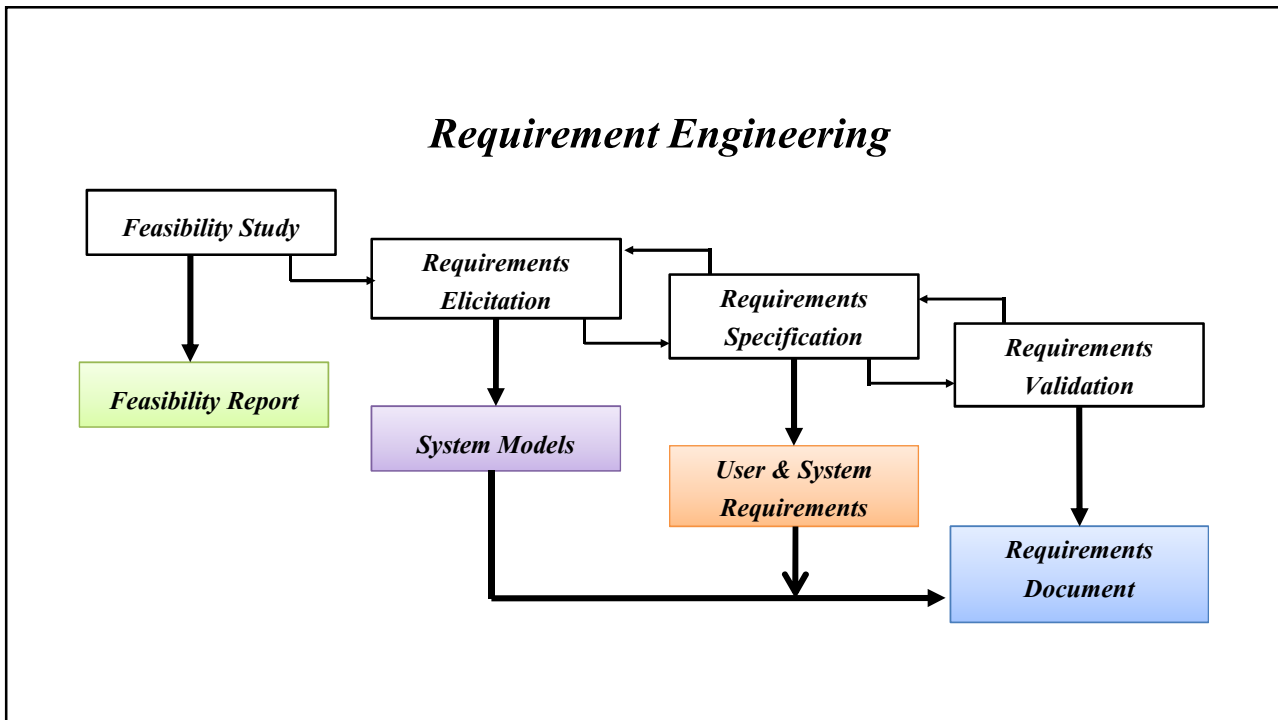 Requirement Engineering
Feasibility Study
Requirements
Elicitation
Requirements
Specification
Requirements
Validation
Feasibility Report
System Models
User & System
Requirements
Requirements
Document